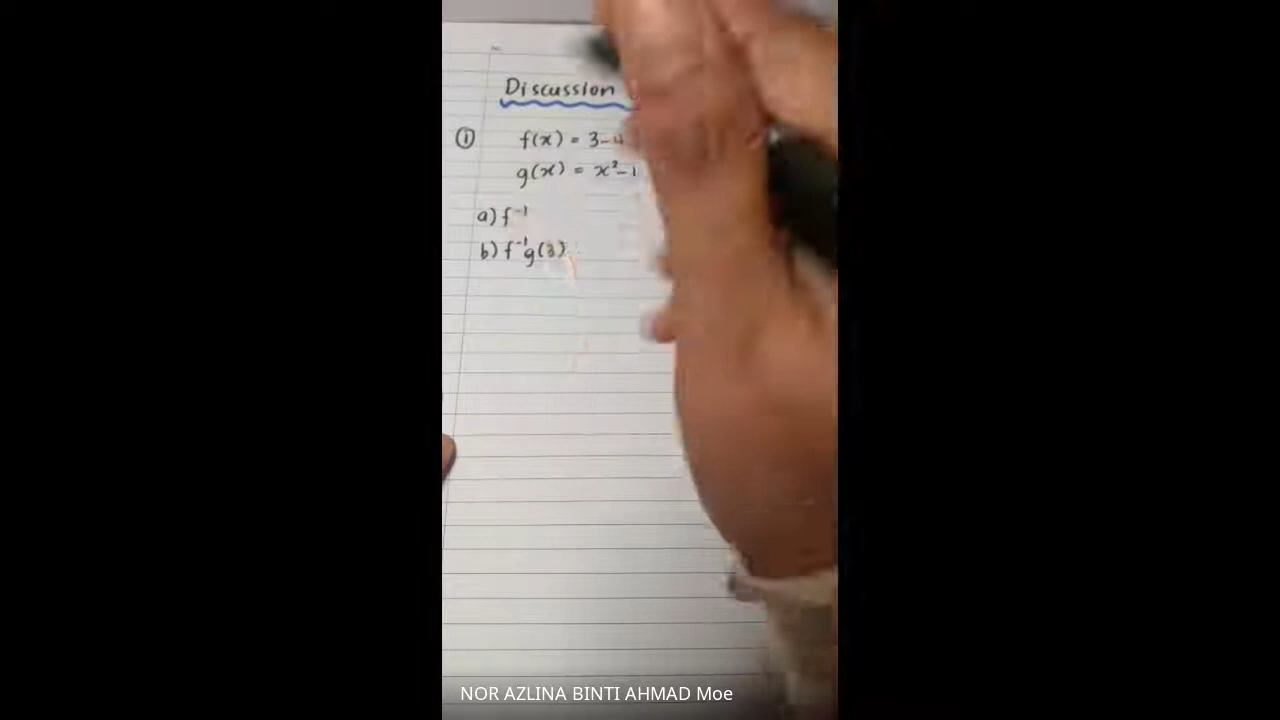 Discussion
① f(x) = 3-4
g(x) = x²-1
a) f⁻¹
b) f⁻¹g(3)
NOR AZLINA BINTI AHMAD Moe